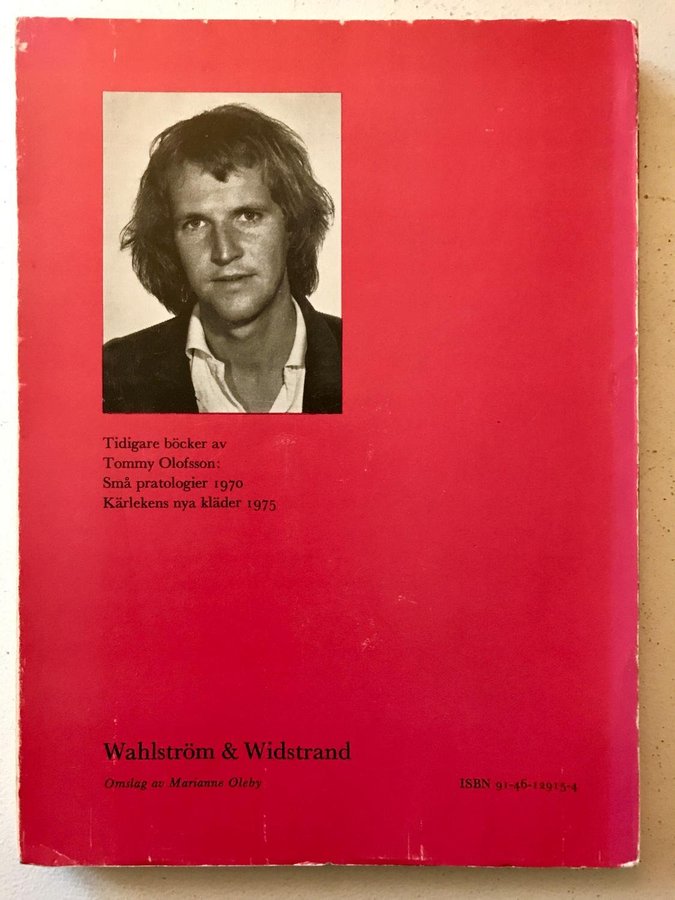 Tidigare böcker av
Tommy Olofsson:
Små pratologier 1970
Kärlekens nya kläder 1975
Wahlström & Widstrand
Omslag av Marianne Oleby
ISBN 91-46-12913-4